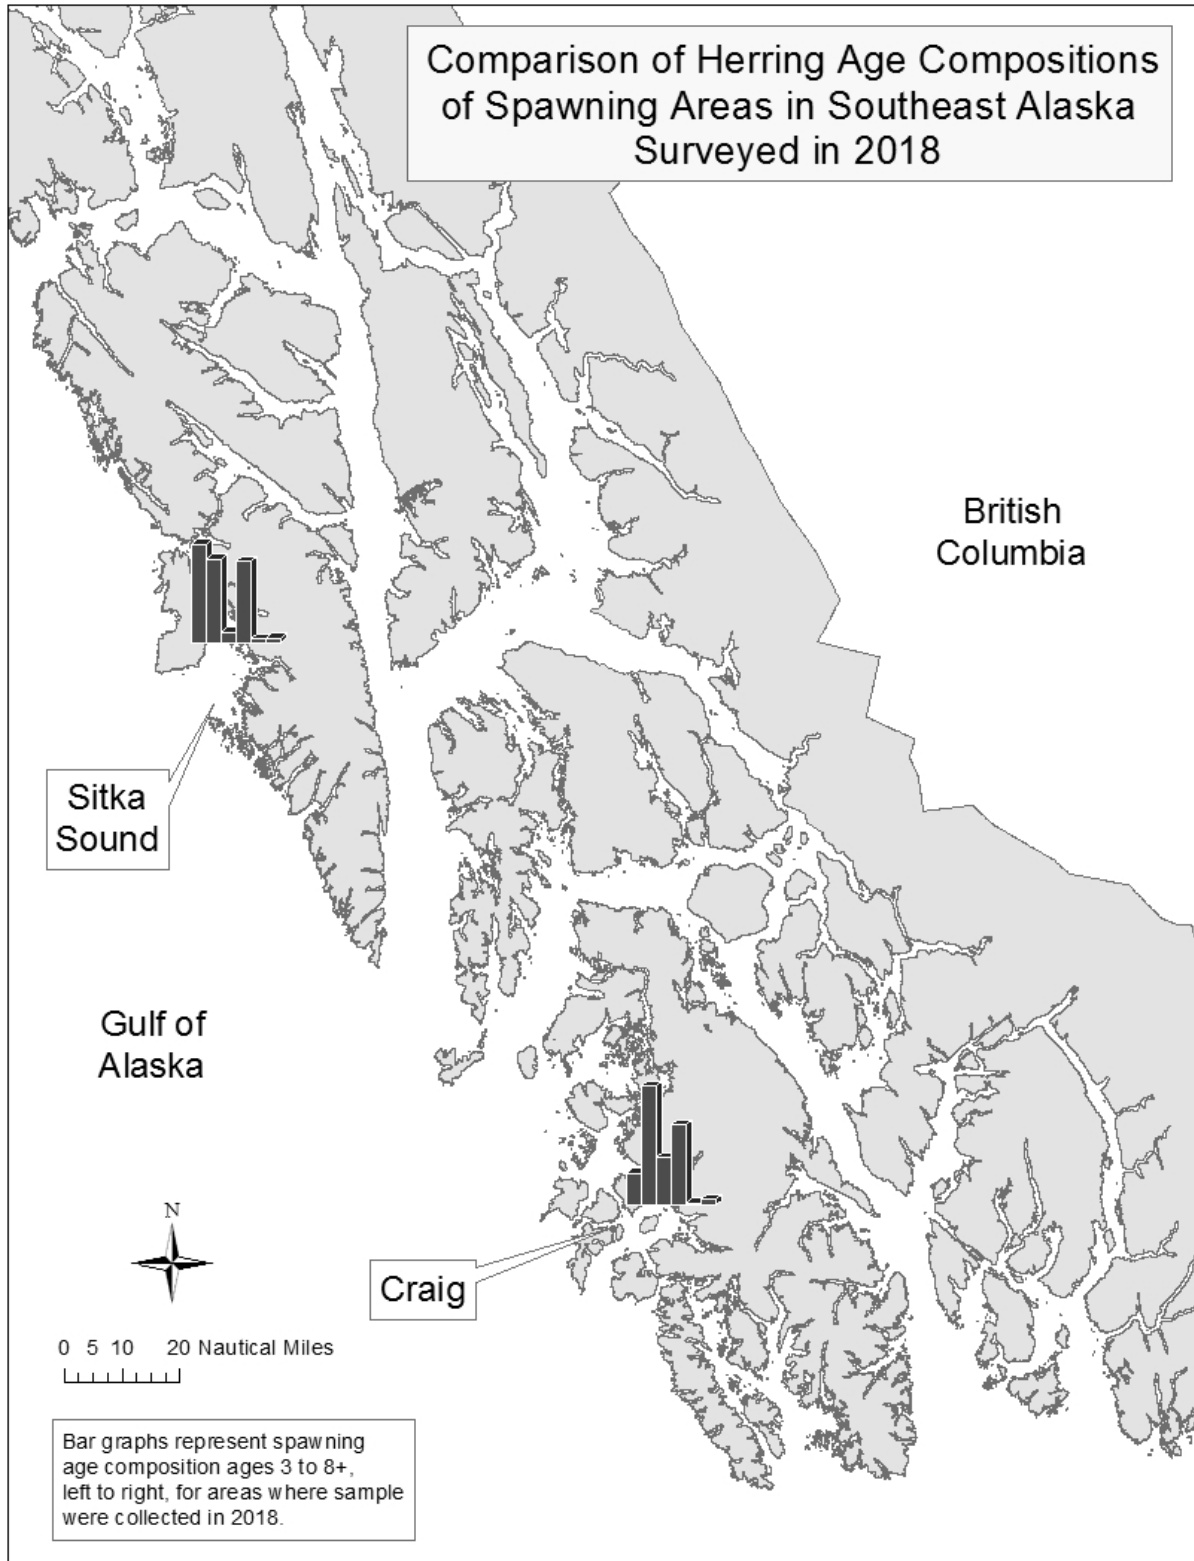 Comparison of Herring Age Compositions
of Spawning Areas in Southeast Alaska
Surveyed in 2018
British
Columbia
Sitka
Sound
Gulf of
Alaska
N
Craig
0 5 10 20 Nautical Miles
Bar graphs represent spawning
age composition ages 3 to 8+,
left to right, for areas where sample
were collected in 2018.